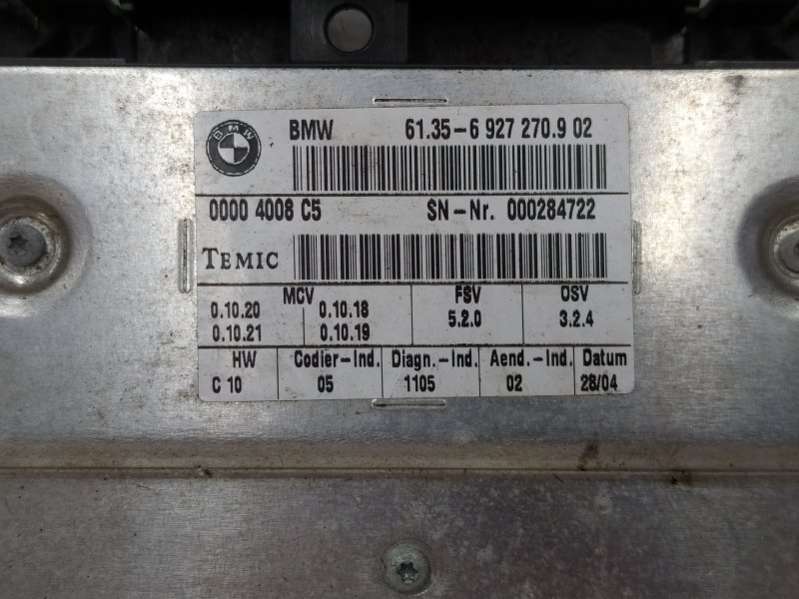 BMW
BMW 61.35-6 927 270.9 02
0000 4008 C5 SN-Nr. 000284722
TEMIC
MCV FSV OSV
0.10.20 0.10.18 5.2.0 3.2.4
0.10.21 0.10.19
HW Codier-Ind. Diagn.-Ind. Aend.-Ind. Datum
C 10 05 1105 02 28/04